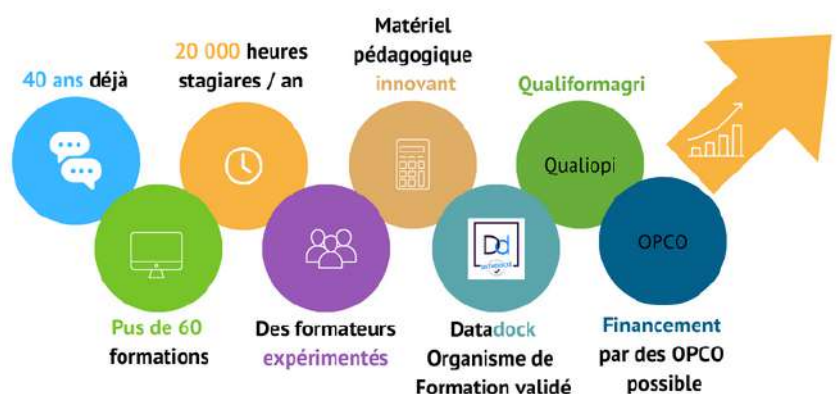 40 ans déjà
20 000 heures
stagiares / an
Matériel
pédagogique
innovant
Qualiformagri
Qualiopi
OPCO
Dd
Pus de 60
formations
Des formateurs
expérimentés
Datadock
Organisme de
Formation validé
Financement
par des OPCO
possible